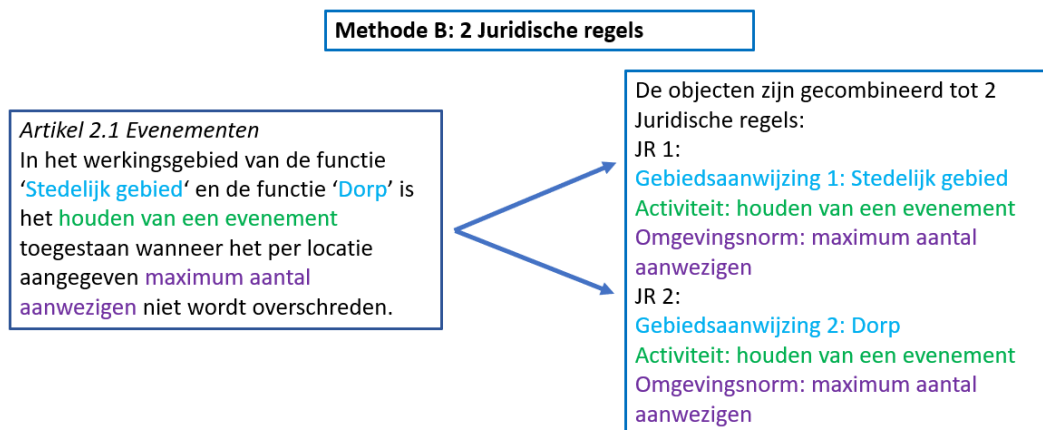 Methode B: 2 Juridische regels
Artikel 2.1 Evenementen
In het werkingsgebied van de functie
‘Stedelijk gebied‘ en de functie ‘Dorp’ is
het houden van een evenement
toegestaan wanneer het per locatie
aangegeven maximum aantal
aanwezigen niet wordt overschreden.
De objecten zijn gecombineerd tot 2
Juridische regels:
JR 1:
Gebiedsaanwijzing 1: Stedelijk gebied
Activiteit: houden van een evenement
Omgevingsnorm: maximum aantal
aanwezigen
JR 2:
Gebiedsaanwijzing 2: Dorp
Activiteit: houden van een evenement
Omgevingsnorm: maximum aantal
aanwezigen